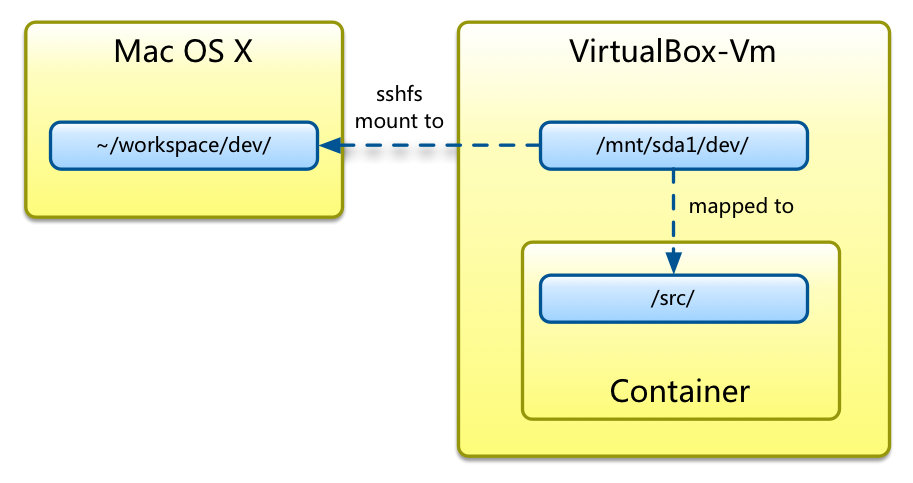 Mac OS X
VirtualBox-Vm
sshfs
mount to
~/workspace/dev/
/mnt/sda1/dev/
mapped to
/src/
Container